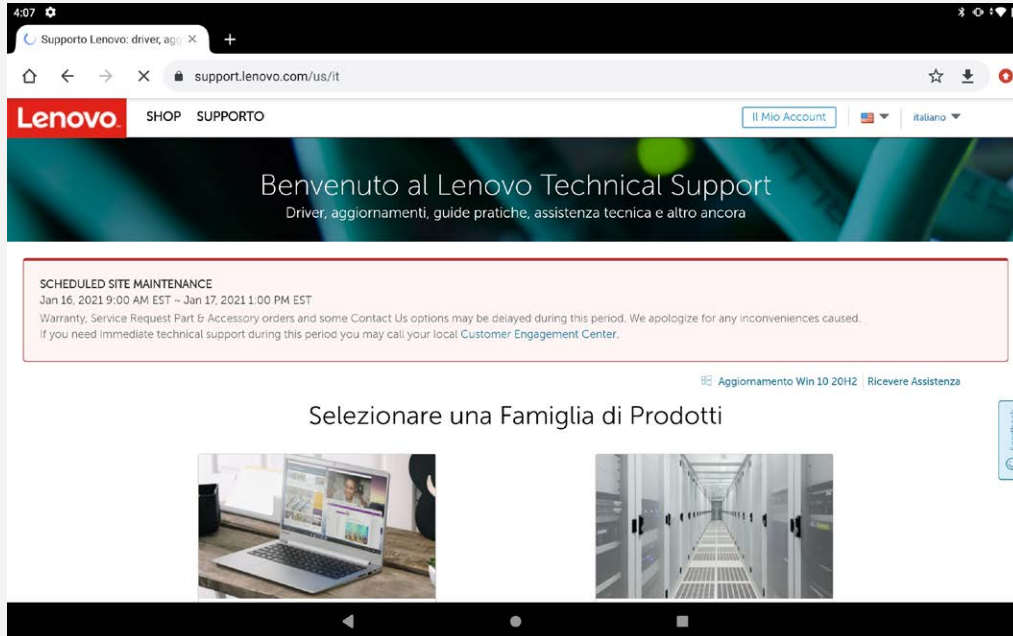 4:07
Supporto Lenovo: driver, agg
support.lenovo.com/us/it
Lenovo. SHOP SUPPORTO Il Mio Account italiano
Benvenuto al Lenovo Technical Support
Driver, aggiornamenti, guide pratiche, assistenza tecnica e altro ancora
SCHEDULED SITE MAINTENANCE
Jan 16, 2021 9:00 AM EST ~ Jan 17, 2021 1:00 PM EST
Warranty, Service Request Part & Accessory orders and some Contact Us options may be delayed during this period. We apologize for any inconveniences caused.
If you need immediate technical support during this period you may call your local Customer Engagement Center.
Aggiornamento Win 10 20H2 Ricevere Assistenza
Selezionare una Famiglia di Prodotti